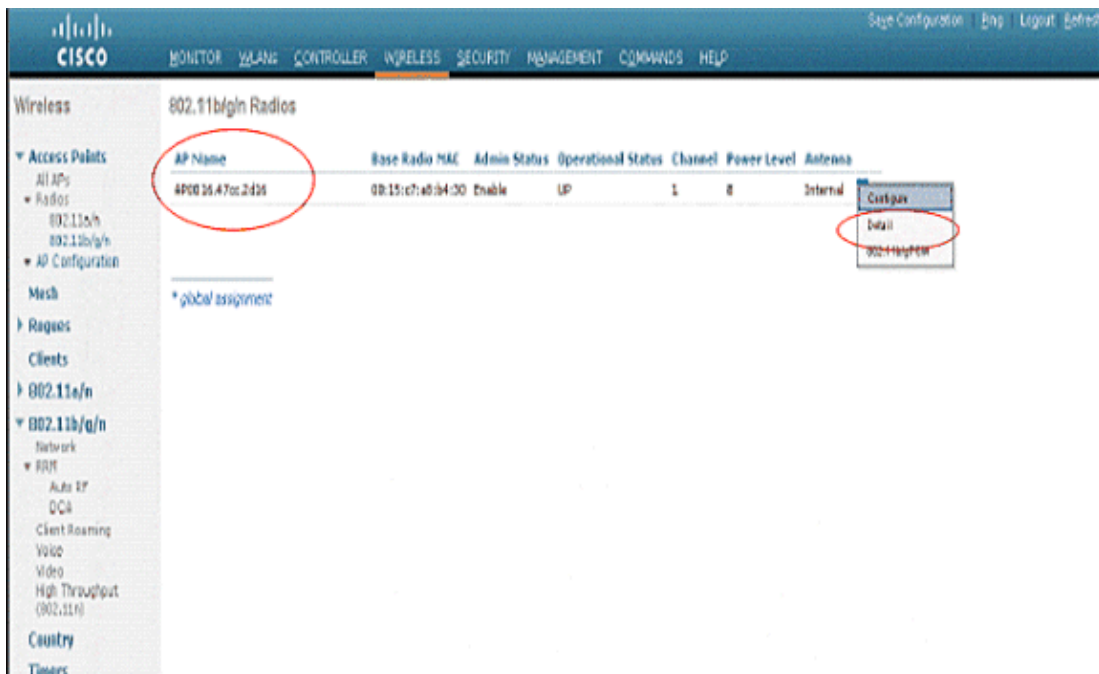 Save Configuration Ping Logout Refresh
CISCO
MONITOR WLANs CONTROLLER WIRELESS SECURITY MANAGEMENT COMMANDS HELP
Wireless
802.11b/g/n Radios
Access Points
All APs
Radios
802.11a/n
802.11b/g/n
AP Configuration
Mesh
Rogues
Clients
802.11a/n
802.11b/g/n
Network
RRM
Auto RF
DCA
Client Roaming
Voice
Video
High Throughput
(802.11n)
Country
Timers
AP Name Base Radio MAC Admin Status Operational Status Channel Power Level Antenna
Enable UP 1 8 Internal
Configure
Detail
* global assignment